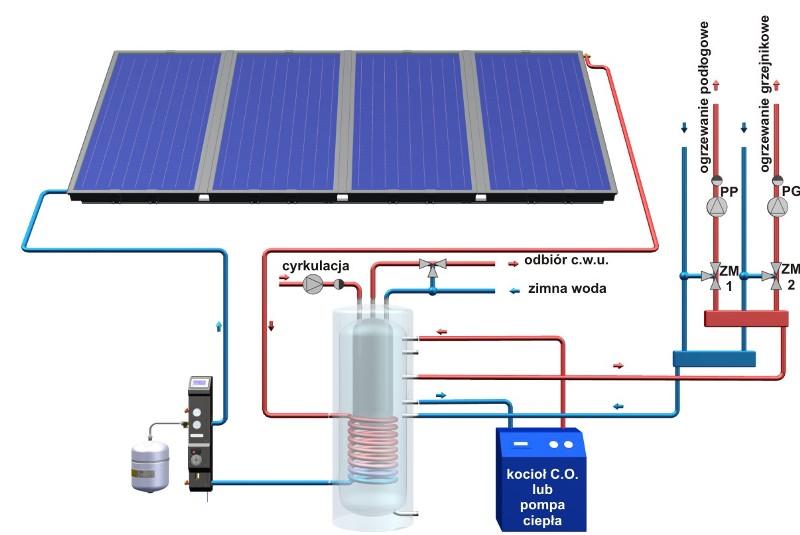 ogrzewanie podłogowe
ogrzewanie grzejnikowe
PP
PG
cyrkulacja
odbiór c.w.u.
zimna woda
ZM
1
ZM
2
kocioł C.O.
lub
pompa
ciepła